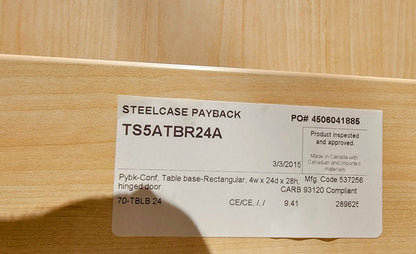 STEELCASE PAYBACK
PO# 4506041885
TS5ATBR24A
Product inspected
and approved.
Made in Canada with
Canadian and imported
materials
3/3/2015
Pybk-Conf, Table base-Rectangular, 4w x 24d x 28h, Mfg. Code 537256
hinged door CARB 93120 Compliant
70-TBLB 24 CE/CE, /, / 9.41 289625